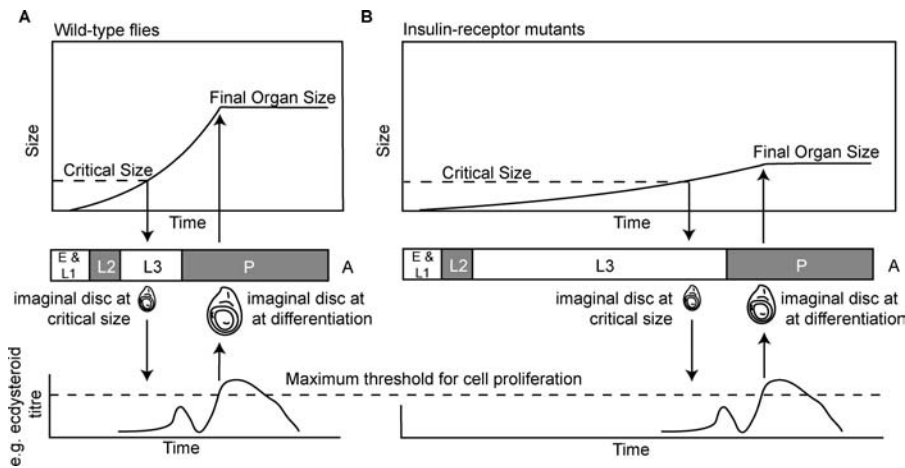 A
Wild-type flies
Size
Final Organ Size
Critical Size
Time
E &
L1
L2
L3
P
A
imaginal disc at
critical size
imaginal disc at
at differentiation
e.g. ecdysteroid
titre
Maximum threshold for cell proliferation
Time
B
Insulin-receptor mutants
Size
Final Organ Size
Critical Size
Time
E &
L1
L2
L3
P
A
imaginal disc at
critical size
imaginal disc at
at differentiation
Time